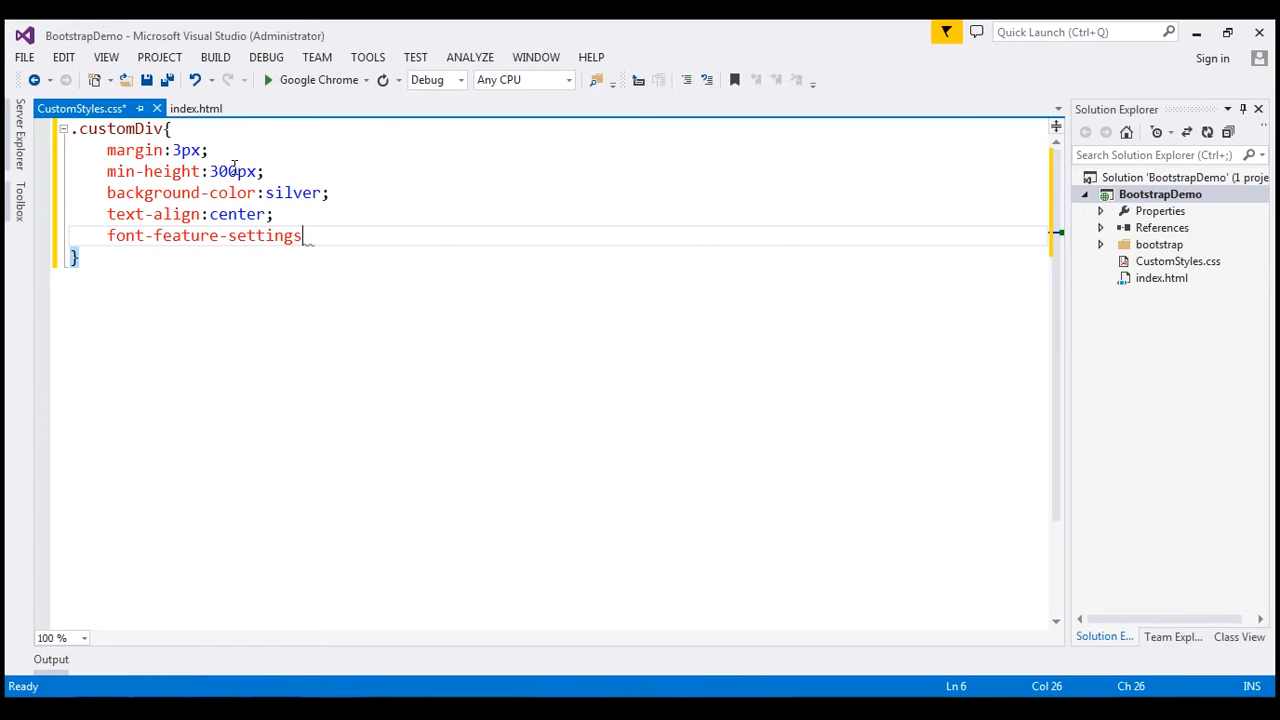 BootstrapDemo - Microsoft Visual Studio (Administrator)
Quick Launch (Ctrl+Q)
FILE EDIT VIEW PROJECT BUILD DEBUG TEAM TOOLS TEST ANALYZE WINDOW HELP
Sign in
Google Chrome Debug Any CPU
Server Explorer
Toolbox
CustomStyles.css* index.html
.customDiv{
margin:3px;
min-height:300px;
background-color:silver;
text-align:center;
font-feature-settings
}
Solution Explorer
Search Solution Explorer (Ctrl+;)
Solution 'BootstrapDemo' (1 proje
BootstrapDemo
Properties
References
bootstrap
CustomStyles.css
index.html
100 %
Solution E... Team Expl... Class View
Output
Ready Ln 6 Col 26 Ch 26 INS